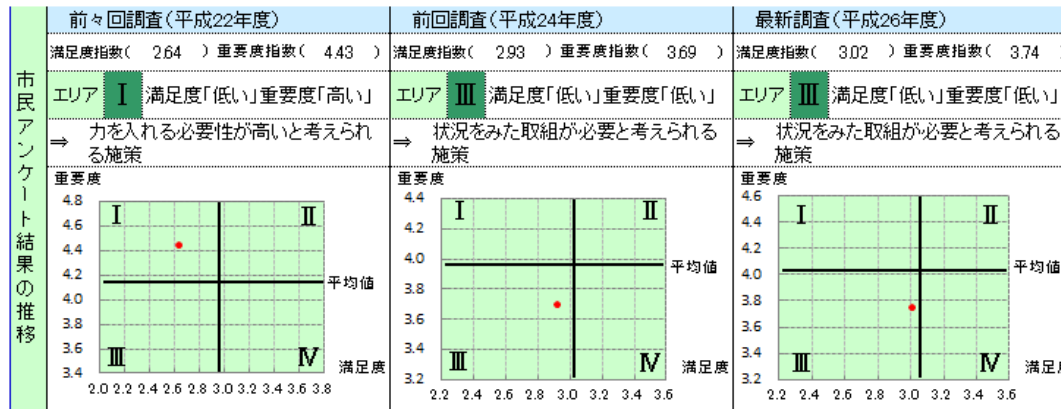 市民アンケート結果の推移
前々回調査(平成22年度)
満足度指数( 2.64 )重要度指数( 4.43 )
エリア Ⅰ 満足度「低い」重要度「高い」
⇒ 力を入れる必要性が高いと考えられ
る施策
重要度
4.8
4.6
4.4
4.2
4.0
3.8
3.6
3.4
Ⅰ Ⅱ
平均値
Ⅲ Ⅳ
満足度
2.0 2.2 2.4 2.6 2.8 3.0 3.2 3.4 3.6 3.8
前回調査(平成24年度)
満足度指数( 2.93 )重要度指数( 3.69 )
エリア Ⅲ 満足度「低い」重要度「低い」
⇒ 状況をみた取組が必要と考えられる
施策
重要度
4.4
4.2
4.0
3.8
3.6
3.4
3.2
Ⅰ Ⅱ
平均値
Ⅲ Ⅳ
満足度
2.2 2.4 2.6 2.8 3.0 3.2 3.4 3.6
最新調査(平成26年度)
満足度指数( 3.02 )重要度指数( 3.74
エリア Ⅲ 満足度「低い」重要度「低い」
⇒ 状況をみた取組が必要と考えられる
施策
重要度
4.6
4.4
4.2
4.0
3.8
3.6
3.4
3.2
Ⅰ Ⅱ
平均値
Ⅲ Ⅳ
満足度
2.2 2.4 2.6 2.8 3.0 3.2 3.4 3.6